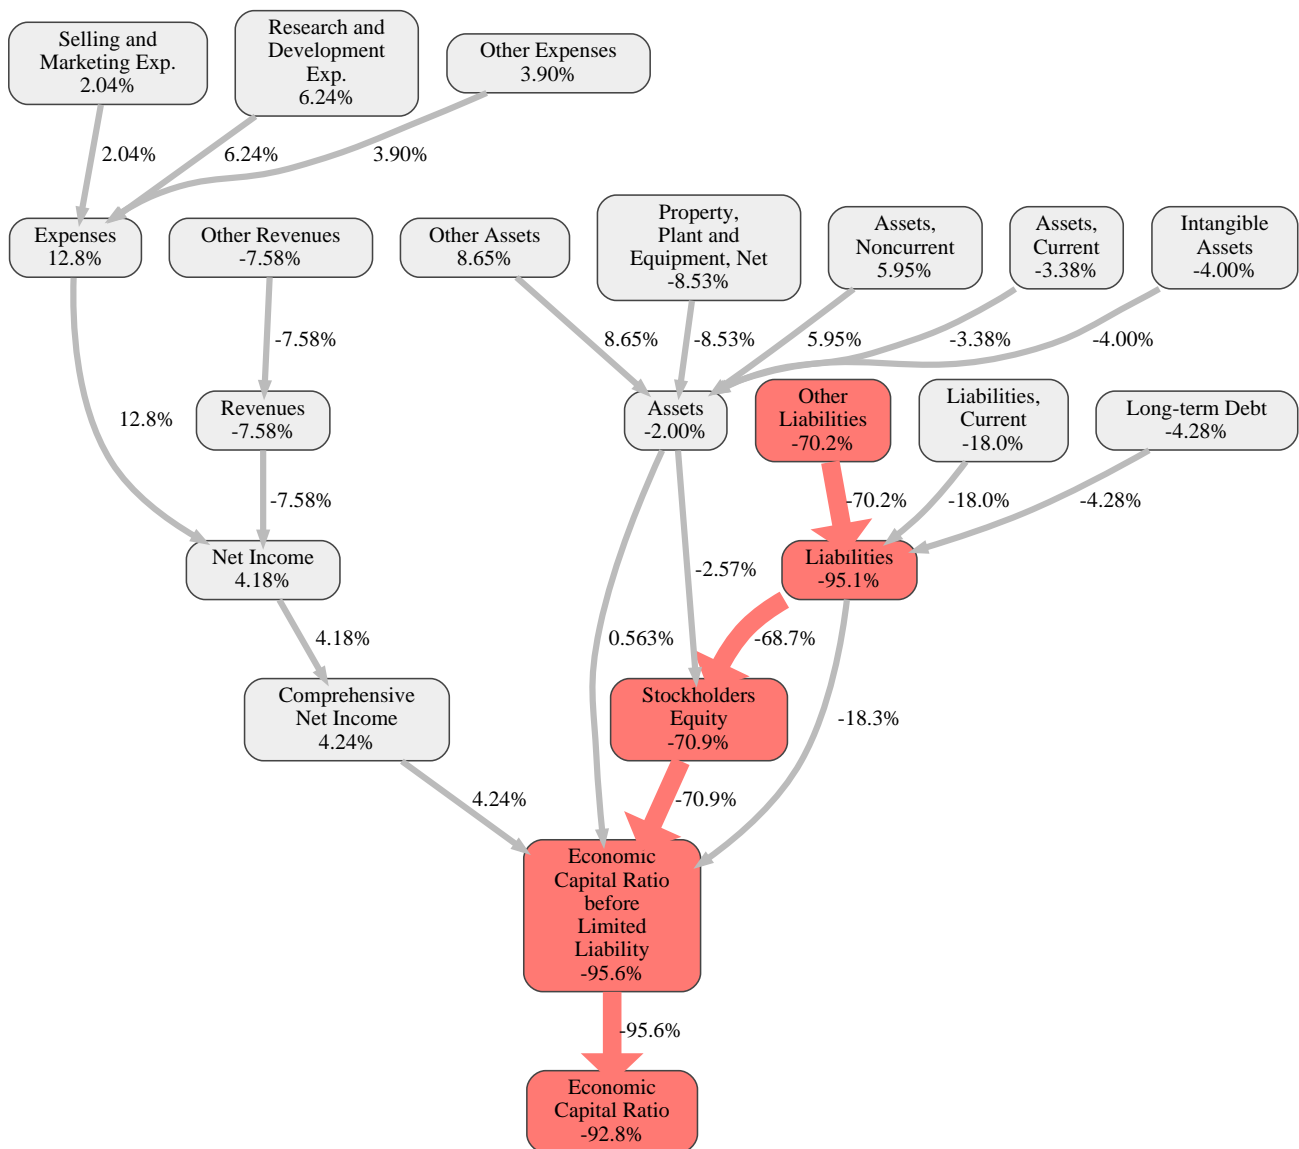 Selling and
Marketing Exp.
2.04%
Research and
Development
Exp.
6.24%
Other Expenses
3.90%
2.04%
6.24%
3.90%
Expenses
12.8%
Other Revenues
-7.58%
Other Assets
8.65%
Property,
Plant and
Equipment, Net
-8.53%
Assets,
Noncurrent
5.95%
Assets,
Current
-3.38%
Intangible
Assets
-4.00%
-7.58%
8.65%
-8.53%
5.95%
-3.38%
-4.00%
12.8%
Revenues
-7.58%
Assets
-2.00%
Other
Liabilities
-70.2%
Liabilities,
Current
-18.0%
Long-term Debt
-4.28%
-7.58%
-70.2%
-18.0%
-4.28%
Net Income
4.18%
-2.57%
Liabilities
-95.1%
4.18%
0.563%
-68.7%
Comprehensive
Net Income
4.24%
Stockholders
Equity
-70.9%
-18.3%
4.24%
-70.9%
Economic
Capital Ratio
before
Limited
Liability
-95.6%
-95.6%
Economic
Capital Ratio
-92.8%